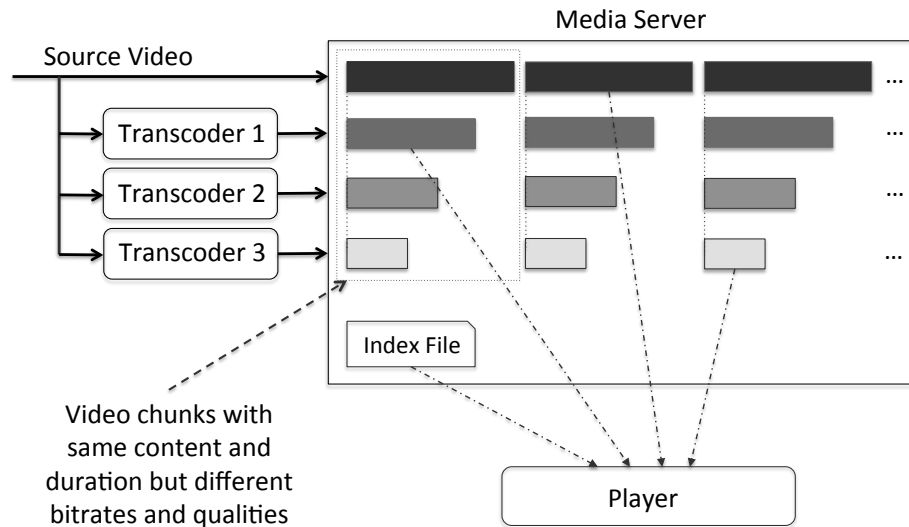 Media Server
Source Video
...
Transcoder 1
...
Transcoder 2
...
Transcoder 3
...
Index File
Video chunks with
same content and
duration but different
bitrates and qualities
Player